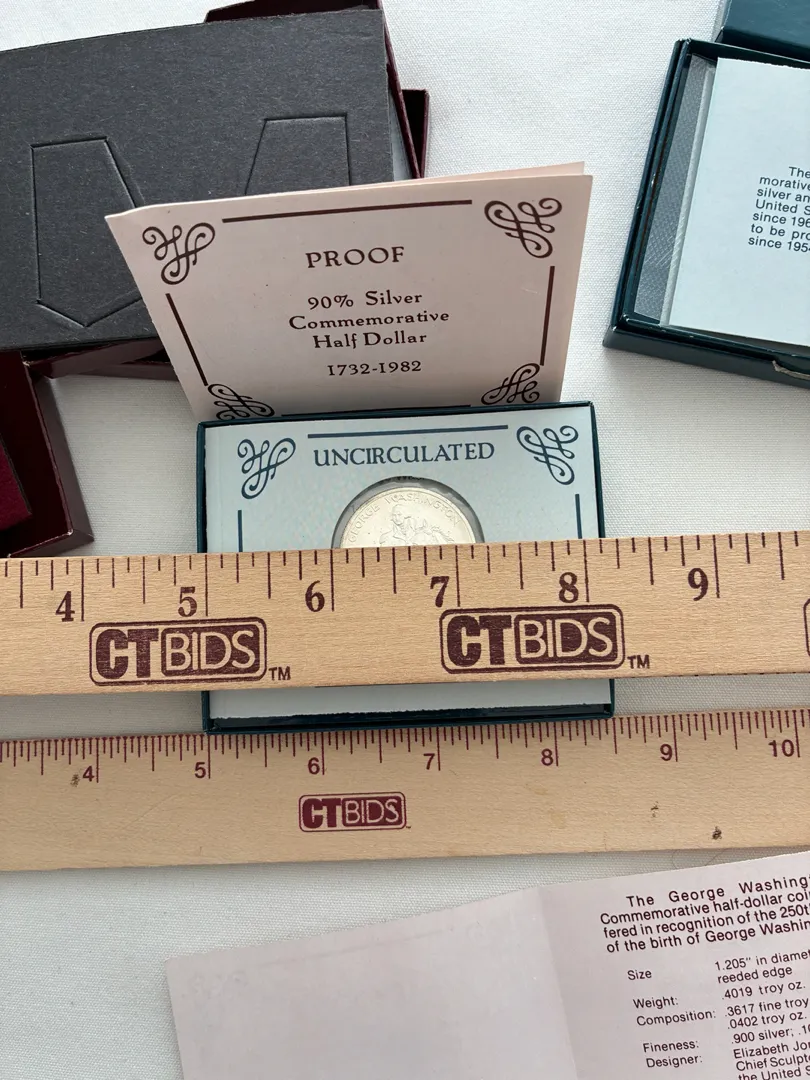 The
morative
silver an
United S
since 196
to be pro
since 195
PROOF
90% Silver
Commemorative
Half Dollar
1732-1982
UNCIRCULATED
GEORGE WASHINGTON
4 5 6 7 8 9
CTBIDS TM CTBIDS TM
4 5 6 7 8 9 10
CTBIDS
The George Washing
Commemorative half-dollar coi
fered in recognition of the 250t
of the birth of George Washin
Size 1.205" in diamet
reeded edge
Weight: .4019 troy oz.
Composition: .3617 fine troy
.0402 troy oz.
Fineness: .900 silver; .10
Designer: Elizabeth Jon
Chief Sculpt
the United S